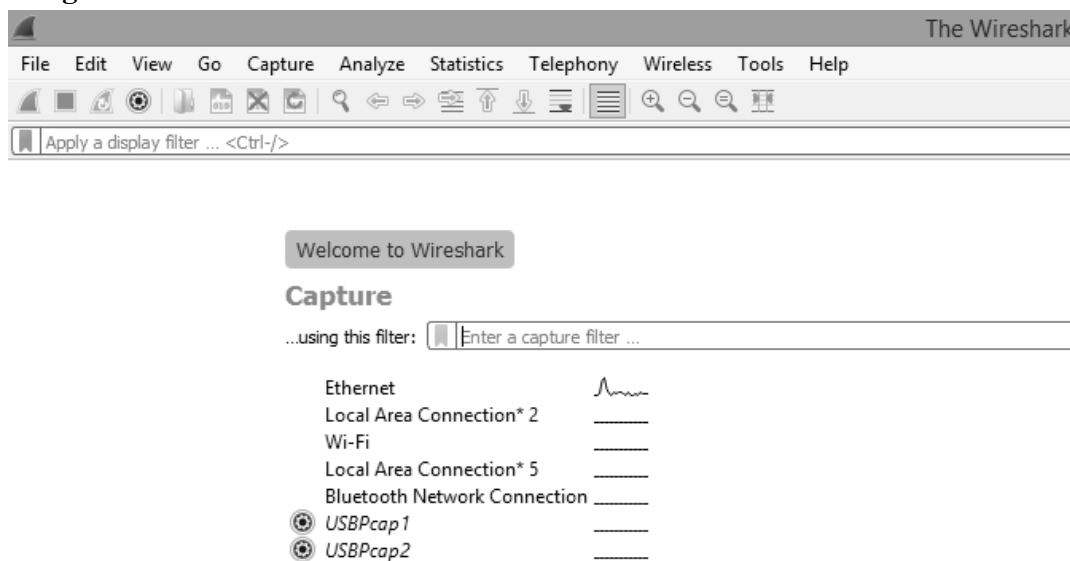 The Wireshark
File Edit View Go Capture Analyze Statistics Telephony Wireless Tools Help
Apply a display filter ... <Ctrl-/>
Welcome to Wireshark
Capture
...using this filter: Enter a capture filter ...
Ethernet
Local Area Connection* 2
Wi-Fi
Local Area Connection* 5
Bluetooth Network Connection
USBPcap1
USBPcap2